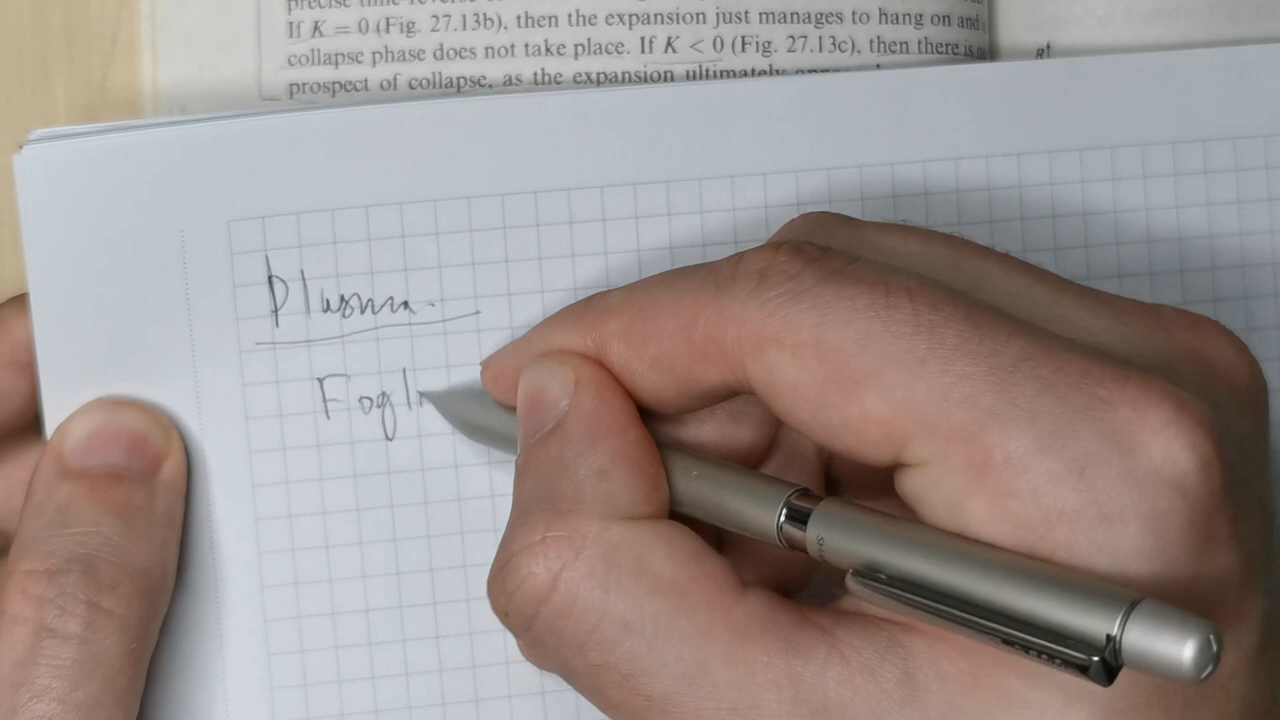 If K = 0 (Fig. 27.13b), then the expansion just manages to hang on and
collapse phase does not take place. If K < 0 (Fig. 27.13c), then there is
prospect of collapse, as the expansion ultimately
Plasma.